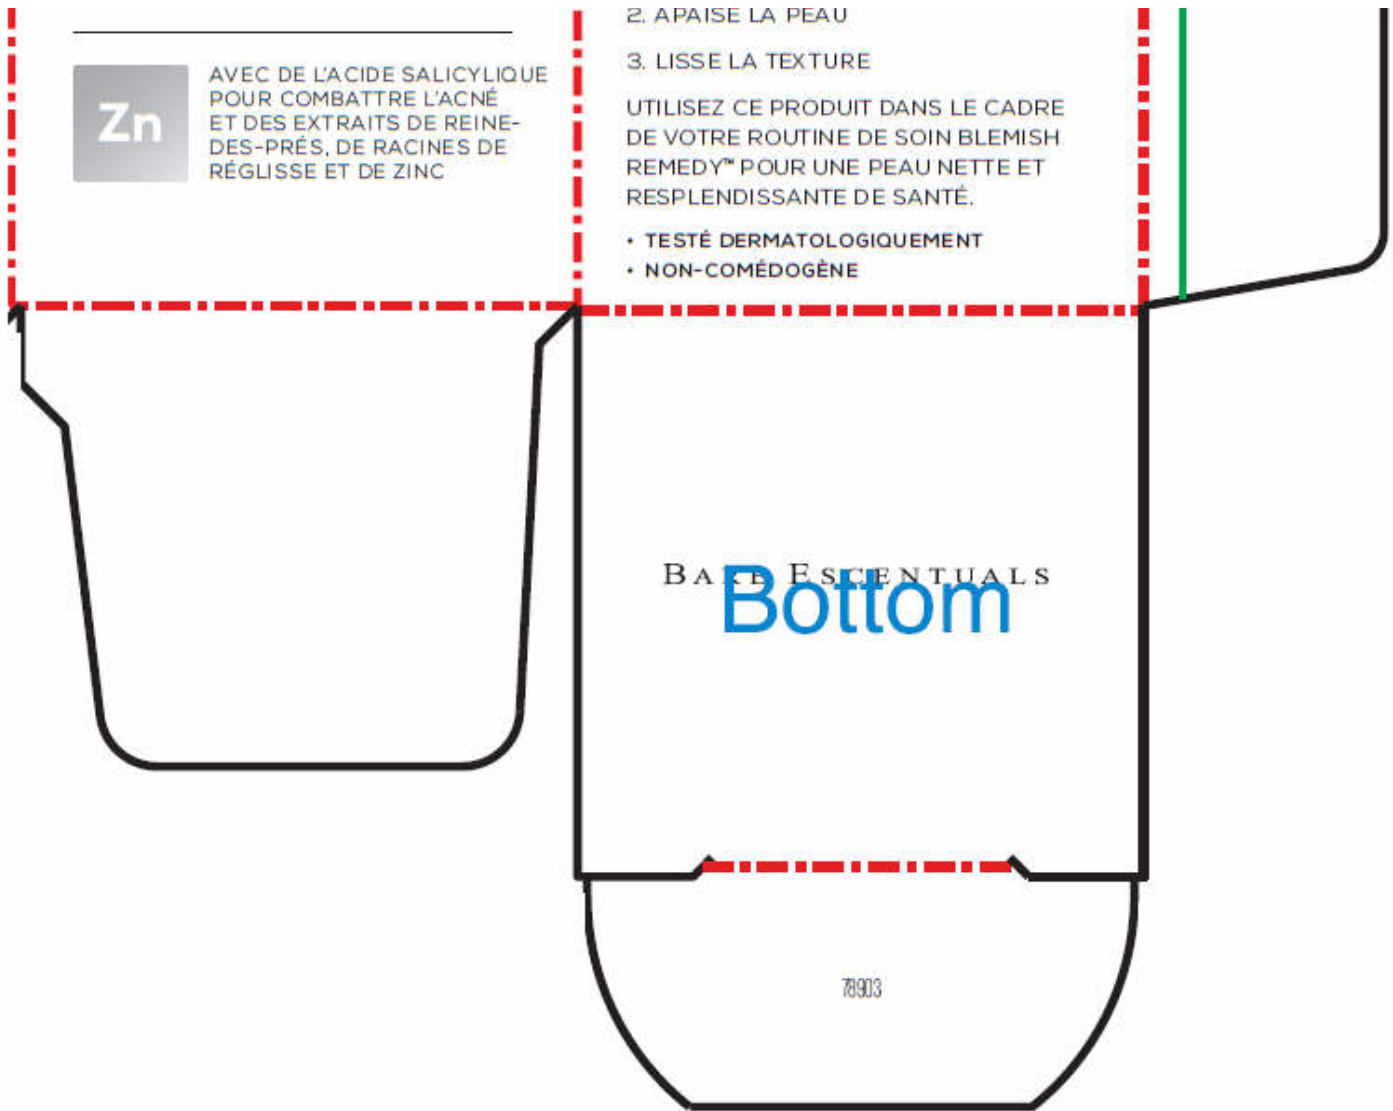 AVEC DE L'ACIDE SALICYLIQUE
POUR COMBATTRE L'ACNÉ
ET DES EXTRAITS DE REINE-
DES-PRÉS, DE RACINES DE
RÉGLISSE ET DE ZINC
Zn
2. APAISE LA PEAU
3. LISSE LA TEXTURE
UTILISEZ CE PRODUIT DANS LE CADRE
DE VOTRE ROUTINE DE SOIN BLEMISH
REMEDY™ POUR UNE PEAU NETTE ET
RESPLENDISSANTE DE SANTÉ.
• TESTÉ DERMATOLOGIQUEMENT
• NON-COMÉDOGÈNE
BARE ESCENTUALS
Bottom
78903